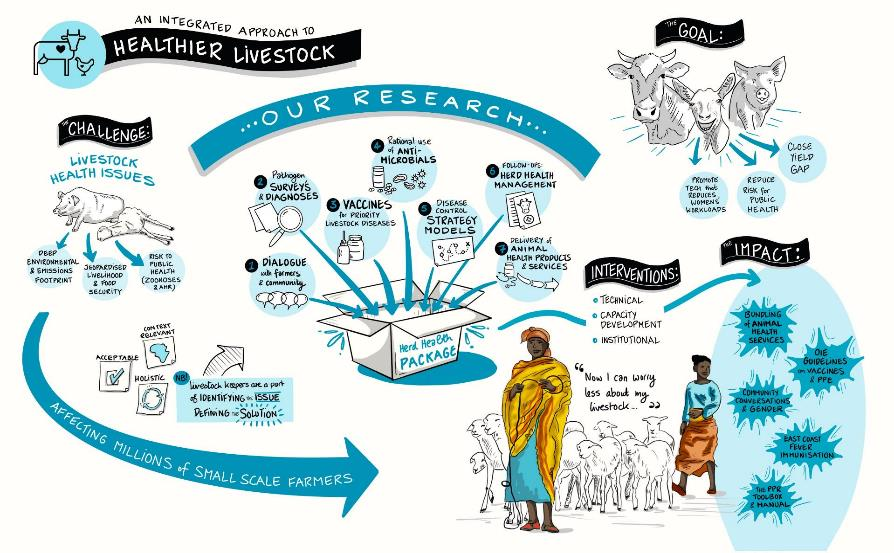 AN INTEGRATED APPROACH TO
HEALTHIER LIVESTOCK
THE CHALLENGE:
LIVESTOCK
HEALTH ISSUES
DEEP
ENVIRONMENTAL
& EMISSIONS
FOOTPRINT
JEOPARDISED
LIVELIHOOD
& FOOD
SECURITY
RISK TO
PUBLIC
HEALTH
(ZOONOSES
& AMR)
CONTEXT
RELEVANT
ACCEPTABLE
HOLISTIC
NB!
Livestock keepers are a part
of IDENTIFYING the ISSUE
DEFINING the SOLUTION
AFFECTING MILLIONS of SMALL SCALE FARMERS
...OUR RESEARCH...
1 DIALOGUE
with farmers
& community
2 Pathogen
SURVEYS
& DIAGNOSES
3 VACCINES
for PRIORITY
LIVESTOCK DISEASES
4 Rational use
of ANTI-
MICROBIALS
5 DISEASE
CONTROL
STRATEGY
MODELS
6 FOLLOW-UPS:
HERD HEALTH
MANAGEMENT
7 DELIVERY of
ANIMAL
HEALTH PRODUCTS
& SERVICES
Herd Health
PACKAGE
INTERVENTIONS:
TECHNICAL
CAPACITY
DEVELOPMENT
INSTITUTIONAL
"Now I can worry
less about my
livestock... "
THE GOAL:
PROMOTE
TECH that
REDUCES
WOMEN'S
WORKLOADS
REDUCE
RISK for
PUBLIC
HEALTH
CLOSE
YIELD
GAP
THE IMPACT:
BUNDLING
of ANIMAL
HEALTH
SERVICES
OIE
GUIDELINES
on VACCINES
& PPE
COMMUNITY
CONVERSATIONS
& GENDER
EAST COAST
FEVER
IMMUNISATION
THE PPR
TOOLBOX
& MANUAL